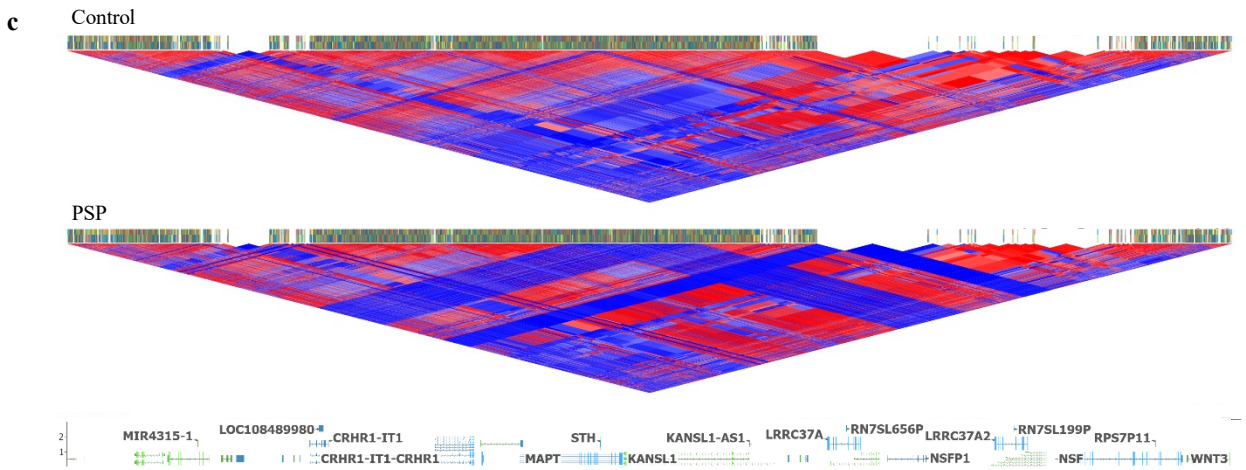 c
Control
PSP
LOC108489980
RN7SL656P
RN7SL199P
2
MIR4315-1
CRHR1-IT1
STH
KANSL1-AS1
LRRC37A
LRRC37A2
RPS7P11
1
CRHR1-IT1-CRHR1
MAPT
KANSL1
NSFP1
NSF
WNT3